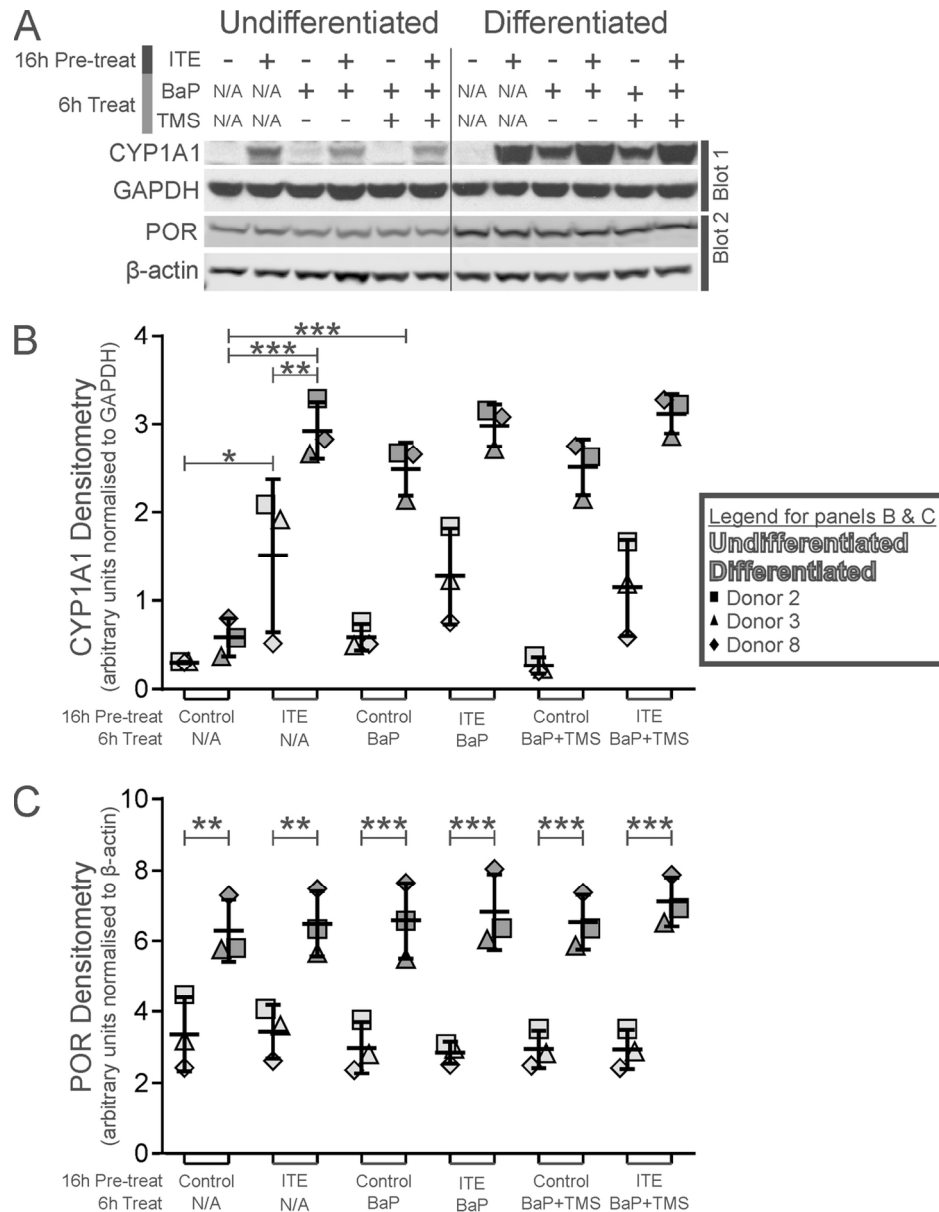 A
Undifferentiated Differentiated
16h Pre-treat ITE - + - + - + - + - + - +
6h Treat
BaP N/A N/A + + + + N/A N/A + + + +
TMS N/A N/A - - + + N/A N/A - - + +
CYP1A1
GAPDH
Blot 1
POR
β-actin
Blot 2
B
CYP1A1 Densitometry
(arbitrary units normalised to GAPDH)
4
3
2
1
0
***
***
**
*
16h Pre-treat Control ITE Control ITE Control ITE
6h Treat N/A N/A BaP BaP BaP+TMS BaP+TMS
Legend for panels B & C
Undifferentiated
Differentiated
Donor 2
Donor 3
Donor 8
C
POR Densitometry
(arbitrary units normalised to β-actin)
10
8
6
4
2
0
** ** *** *** *** ***
16h Pre-treat Control ITE Control ITE Control ITE
6h Treat N/A N/A BaP BaP BaP+TMS BaP+TMS